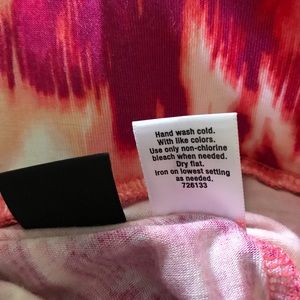 Hand wash cold.
With like colors.
Use only non-chlorine
bleach when needed.
Dry flat.
Iron on lowest setting
as needed.
726133